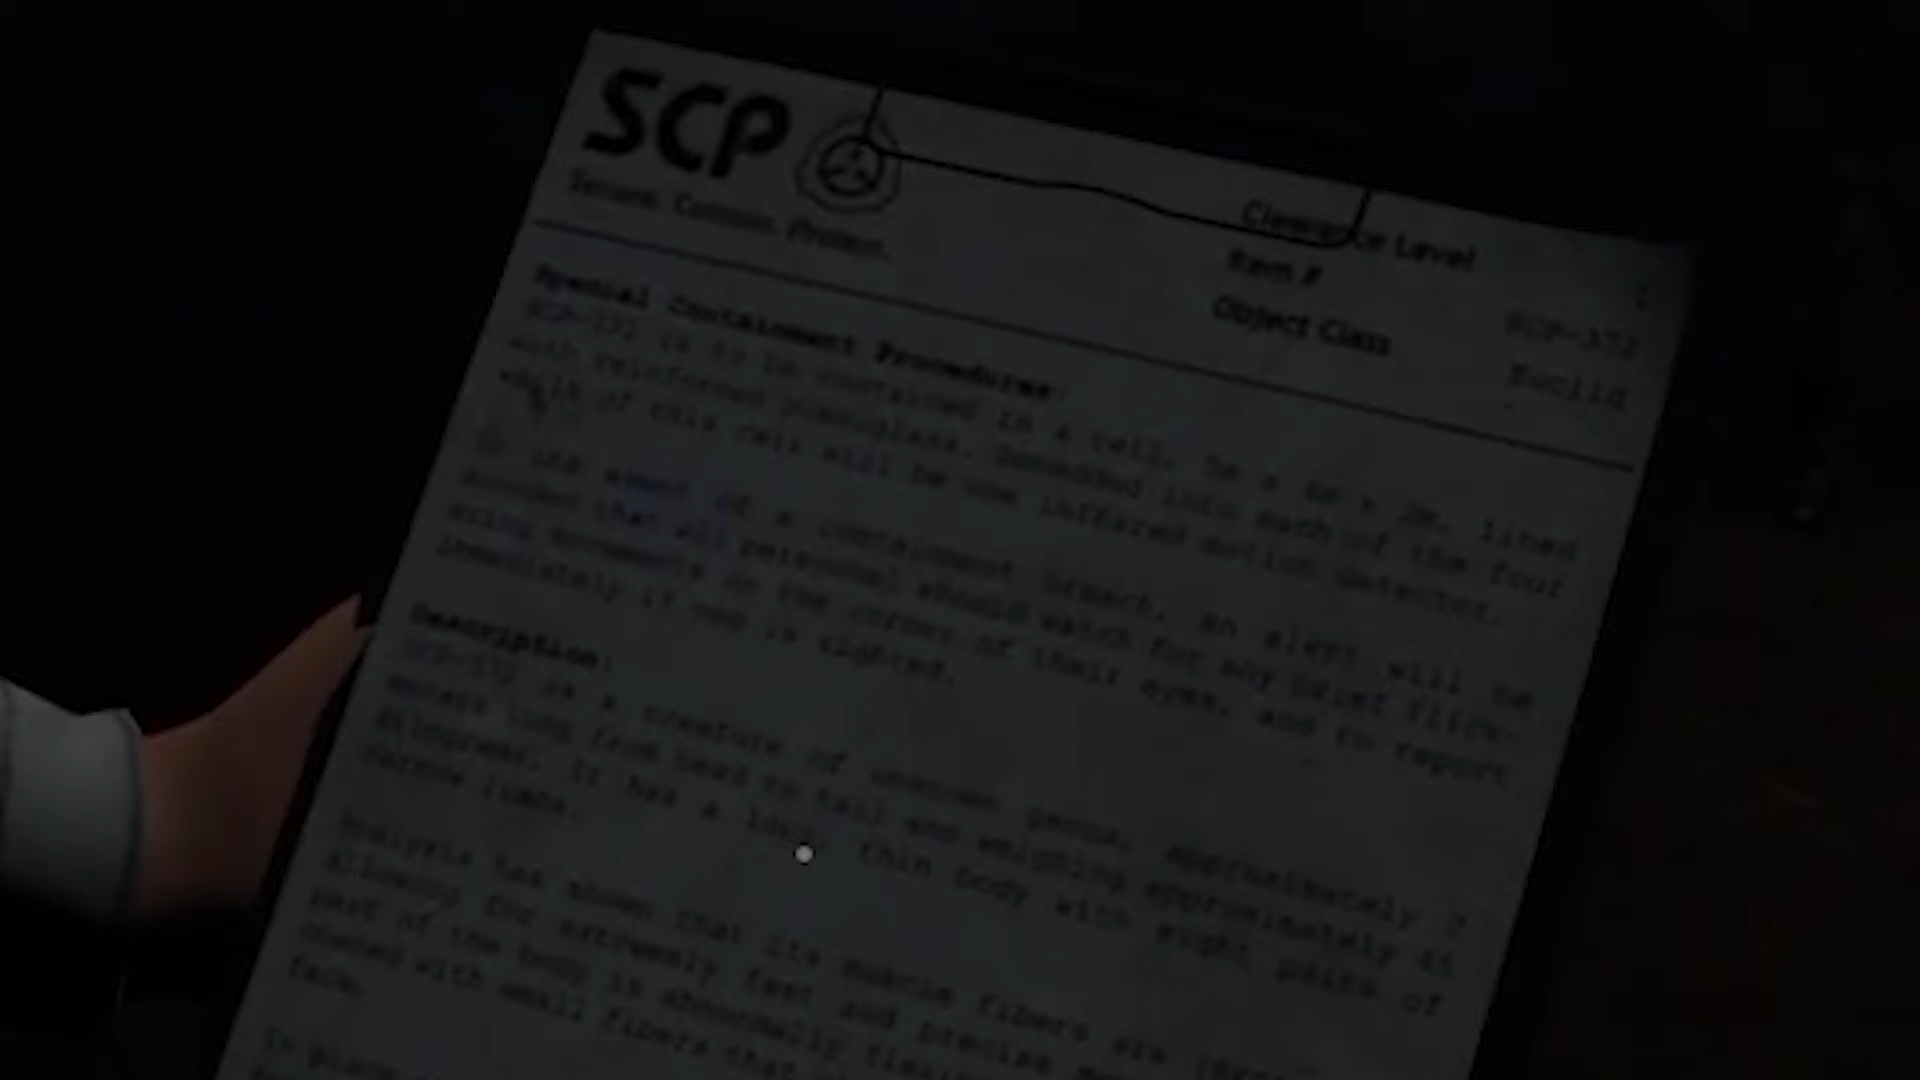 SCP
Secure. Contain. Protect.
Clearance Level
Item # SCP-372
Object Class Euclid
Special Containment Procedures:
SCP-372 is to be contained in a cell, 3m x 6m x 2m, lined
with reinforced plexiglass. Embedded into each of the four
walls of this cell will be one infrared motion detector.
In the event of a containment breach, an alert will be
sounded that all personnel should watch for any brief flick-
ering movements in the corner of their eyes, and to report
immediately if one is sighted.
Description:
SCP-372 is a creature of unknown genus, approximately 2
meters long from head to tail and weighing approximately 45
kilograms. It has a long, thin body with eight pairs of
narrow limbs.
Analysis has shown that its muscle fibers are
allowing for extremely fast and precise
part of the body is abnormally
coated with small fibers that
face.
In place